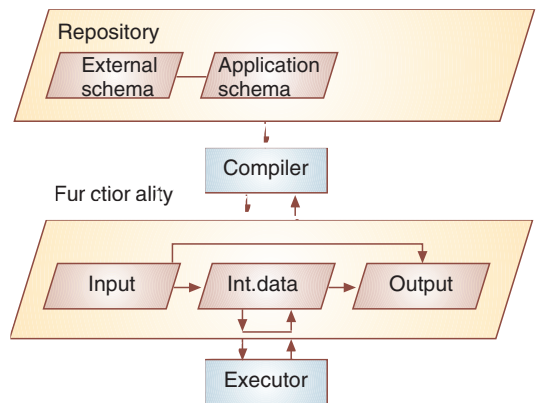 Repository
External
schema
Application
schema
Compiler
Fur ctior ality
Input
Int.data
Output
Executor